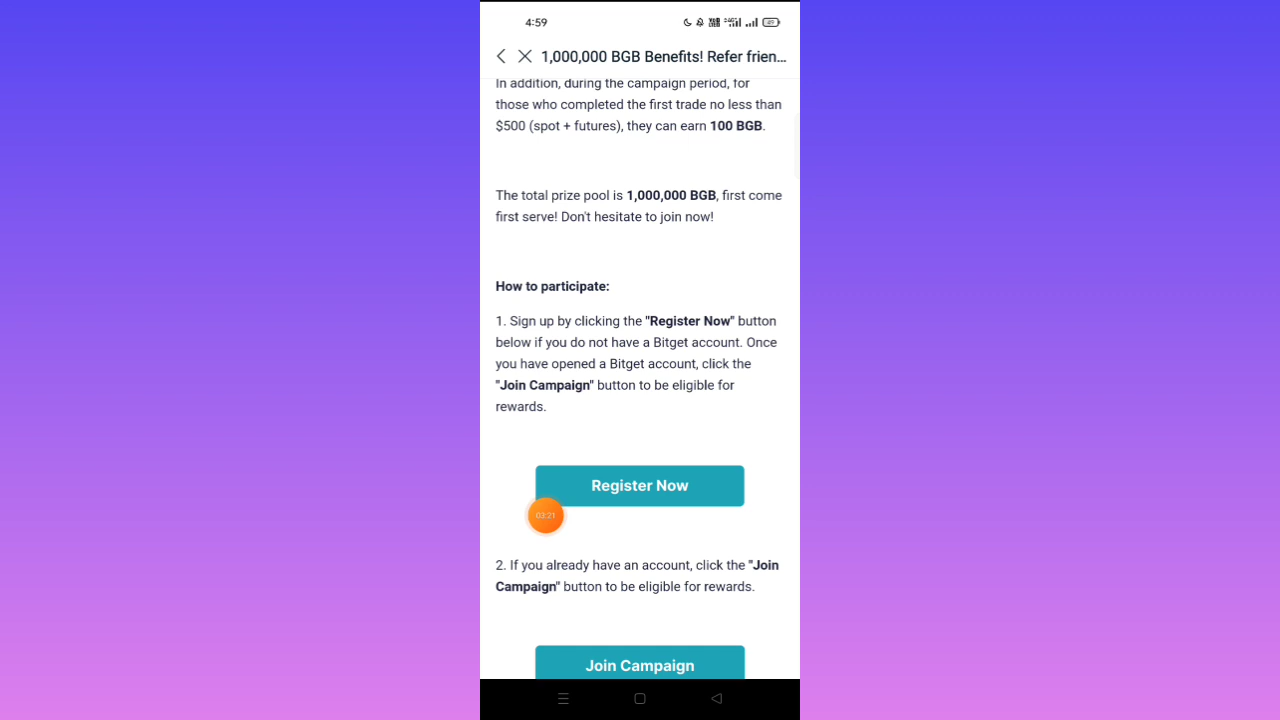 4:59
1,000,000 BGB Benefits! Refer frien...
In addition, during the campaign period, for
those who completed the first trade no less than
$500 (spot + futures), they can earn 100 BGB.
The total prize pool is 1,000,000 BGB, first come
first serve! Don't hesitate to join now!
How to participate:
1. Sign up by clicking the "Register Now" button
below if you do not have a Bitget account. Once
you have opened a Bitget account, click the
"Join Campaign" button to be eligible for
rewards.
Register Now
03:21
2. If you already have an account, click the "Join
Campaign" button to be eligible for rewards.
Join Campaign